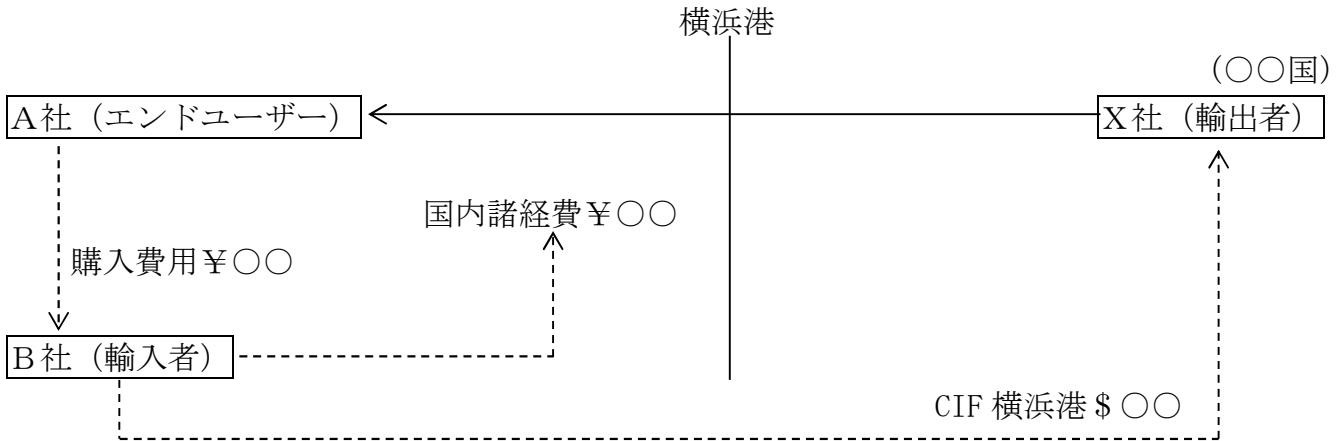 横浜港
(○○国)
A社（エンドユーザー）
X社（輸出者）
国内諸経費￥○○
購入費用￥○○
B社（輸入者）
CIF 横浜港＄○○